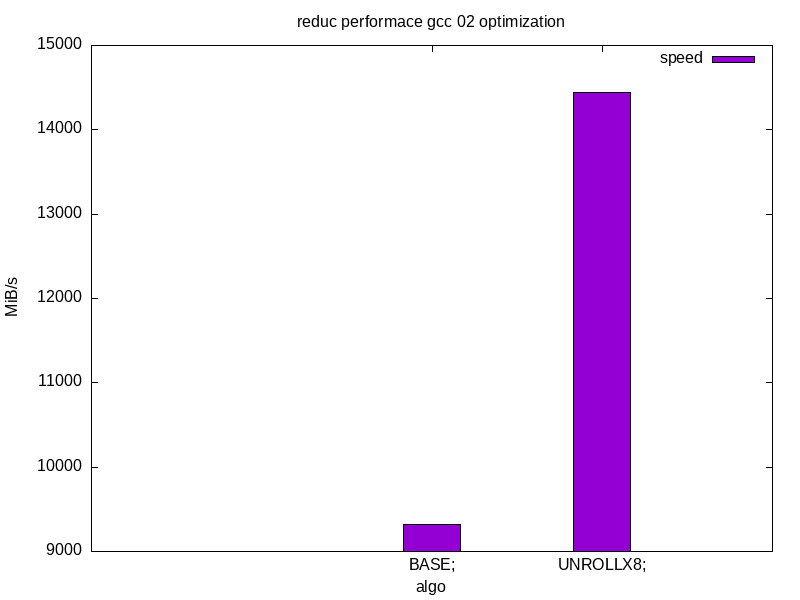 reduc performace gcc 02 optimization
speed
15000
14000
13000
12000
11000
10000
9000
MiB/s
BASE;
UNROLLX8;
algo